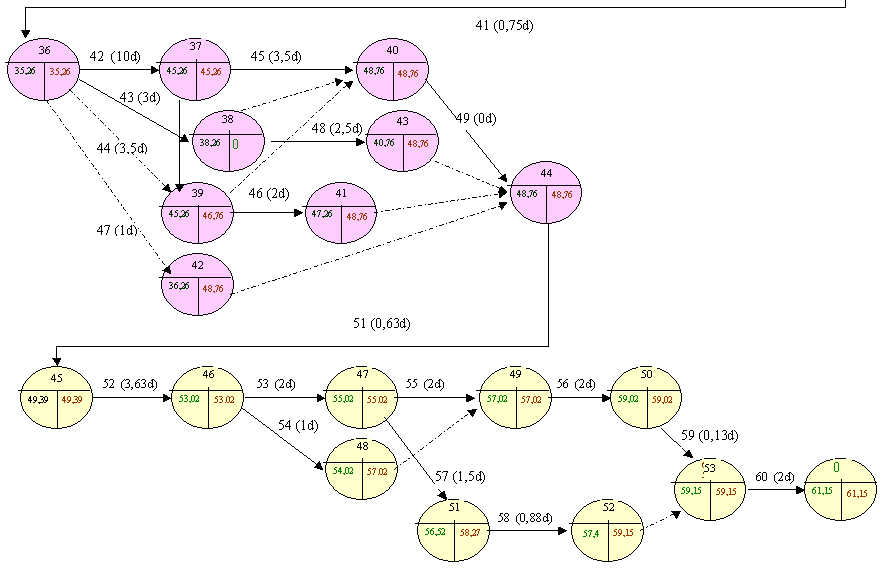 41 (0,75d)
36
35,26 35,26
42 (10d)
37
45,26 45,26
45 (3,5d)
40
48,76 48,76
43 (3d)
38
38,26 0
48 (2,5d)
43
40,76 48,76
49 (0d)
44 (3,5d)
44
48,76 48,76
39
45,26 46,76
46 (2d)
41
47,26 48,76
47 (1d)
42
36,26 48,76
51 (0,63d)
45
49,39 49,39
52 (3,63d)
46
53,02 53.02
53 (2d)
47
55,02 55.02
55 (2d)
49
57,02 57,02
56 (2d)
50
59,02 59,02
54 (1d)
48
54,02 57.02
59 (0,13d)
57 (1,5d)
53
59,15 59,15
60 (2d)
0
61,15 61,15
51
56,52 58,27
58 (0,88d)
52
57,4 59,15